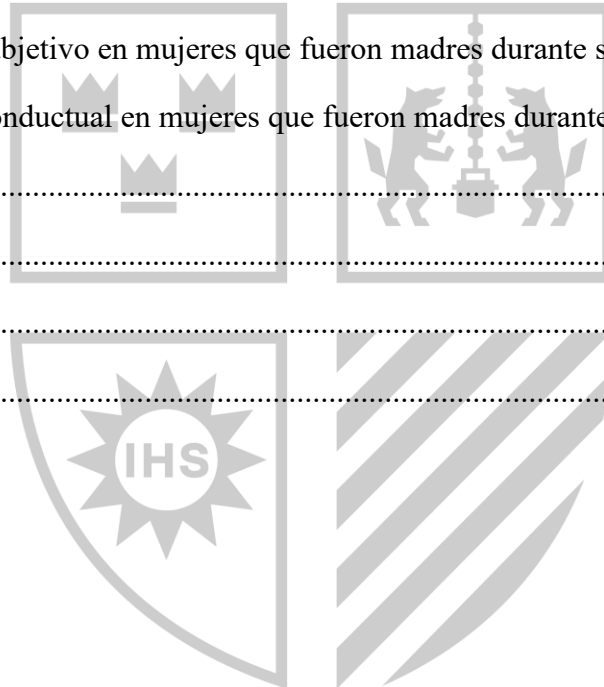 bjetivo en mujeres que fueron madres durante s
onductual en mujeres que fueron madres durante
................................................................................
................................................................................
................................................................................
................................................................................
IHS